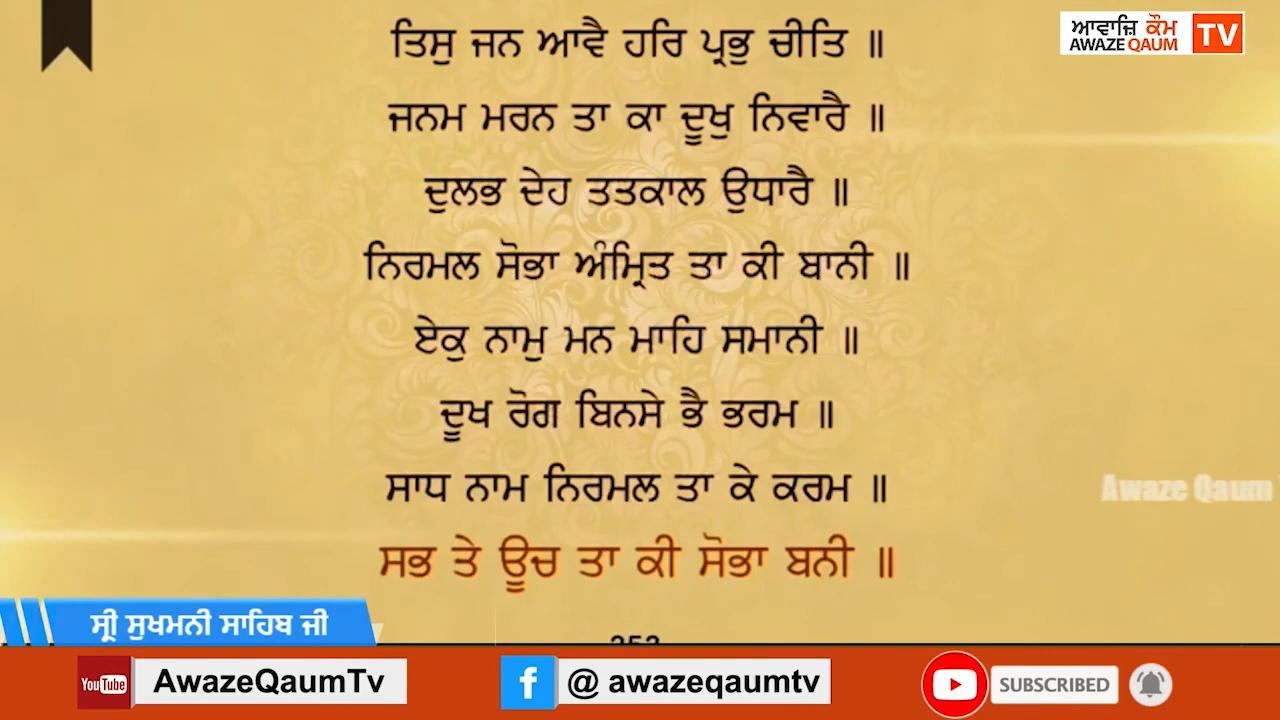 ਤਿਸੁ ਜਨ ਆਵੈ ਹਰਿ ਪ੍ਰਭੁ ਚੀਤਿ ॥
ਆਵਾਜ਼ਿ ਕੌਮ
AWAZE QAUM TV
ਜਨਮ ਮਰਨ ਤਾ ਕਾ ਦੂਖੁ ਨਿਵਾਰੈ ॥
ਦੁਲਭ ਦੇਹ ਤਤਕਾਲ ਉਧਾਰੈ ॥
ਨਿਰਮਲ ਸੋਭਾ ਅੰਮ੍ਰਿਤ ਤਾ ਕੀ ਬਾਨੀ ॥
ਏਕੁ ਨਾਮੁ ਮਨ ਮਾਹਿ ਸਮਾਨੀ ॥
ਦੂਖ ਰੋਗ ਬਿਨਸੇ ਭੈ ਭਰਮ ॥
ਸਾਧ ਨਾਮ ਨਿਰਮਲ ਤਾ ਕੇ ਕਰਮ ॥
Awaze Qaum
ਸਭ ਤੇ ਊਚ ਤਾ ਕੀ ਸੋਭਾ ਬਨੀ ॥
ਸ੍ਰੀ ਸੁਖਮਨੀ ਸਾਹਿਬ ਜੀ
YouTube AwazeQaumTv
f @ awazeqaumtv
SUBSCRIBED